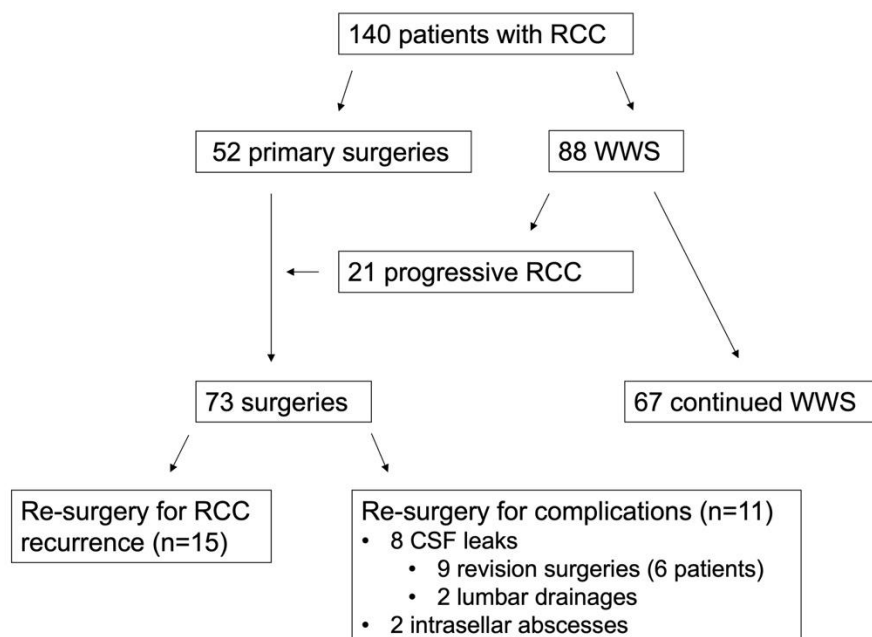 140 patients with RCC
52 primary surgeries
88 WWS
21 progressive RCC
73 surgeries
67 continued WWS
Re-surgery for RCC
recurrence (n=15)
Re-surgery for complications (n=11)
• 8 CSF leaks
• 9 revision surgeries (6 patients)
• 2 lumbar drainages
• 2 intrasellar abscesses